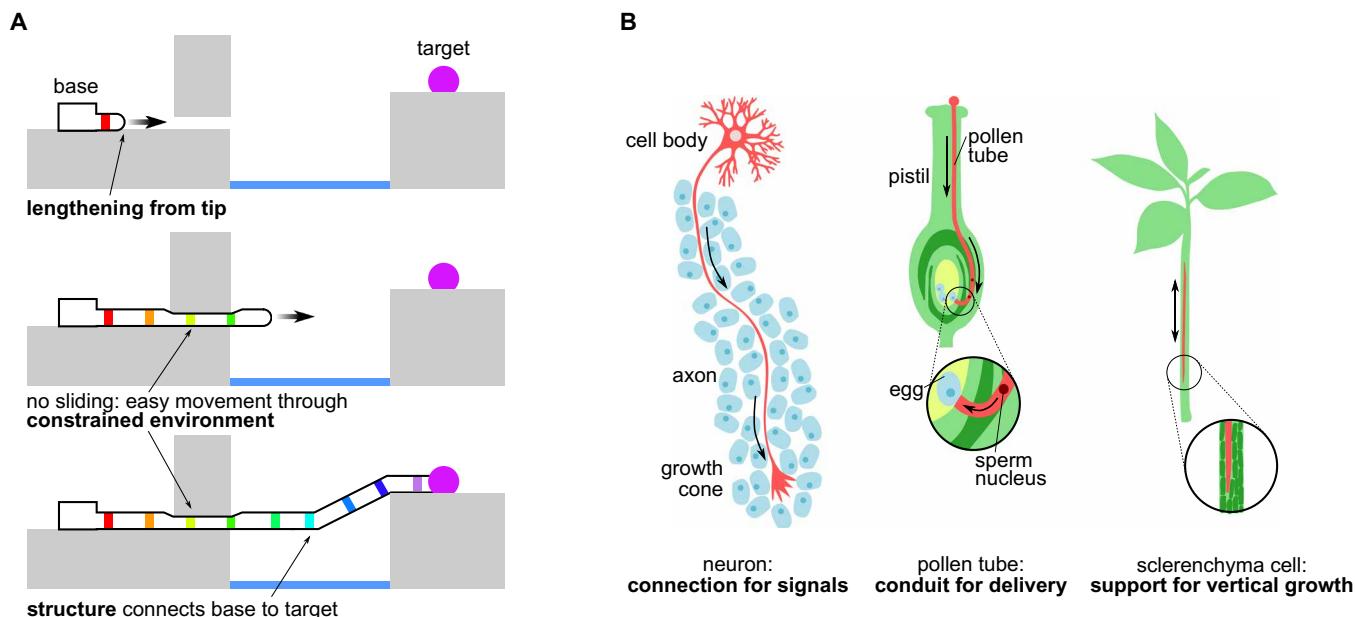 A
base
target
lengthening from tip
no sliding: easy movement through
constrained environment
structure connects base to target
B
cell body
axon
growth
cone
neuron:
connection for signals
pistil
pollen
tube
egg
sperm
nucleus
pollen tube:
conduit for delivery
sclerenchyma cell:
support for vertical growth